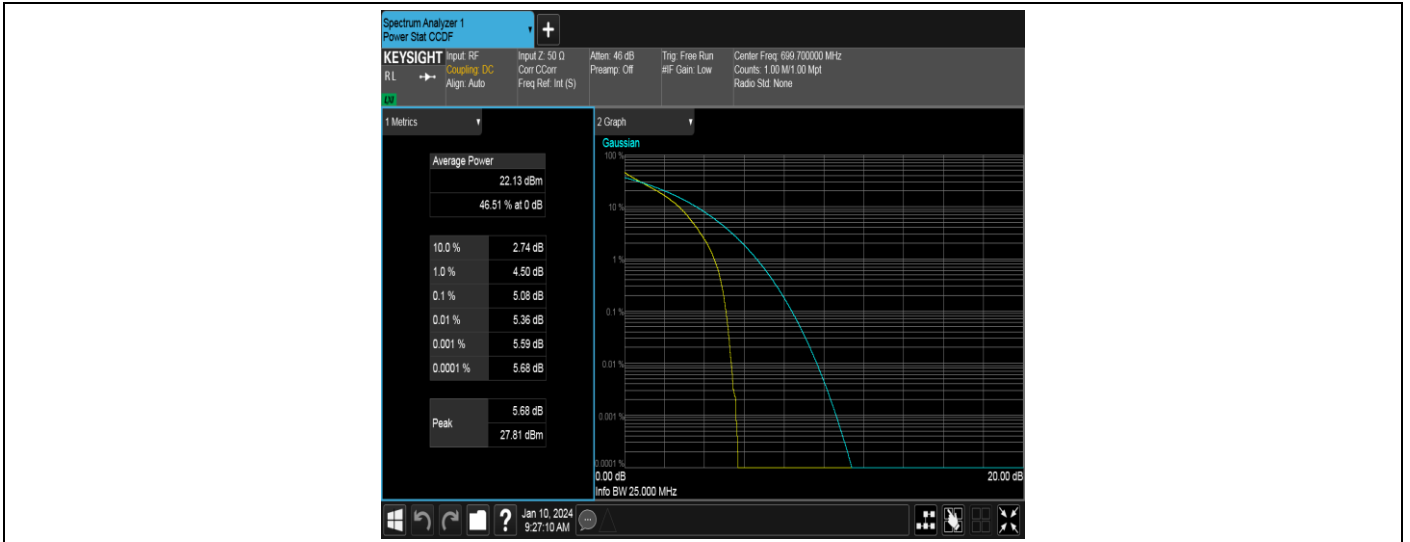 Spectrum Analyzer 1
Power Stat CCDF
+
KEYSIGHT
RL
LXI
Input: RF
Coupling: DC
Align: Auto
Input Z: 50 Ω
Corr CCorr
Freq Ref: Int (S)
Atten: 46 dB
Preamp: Off
Trig: Free Run
#IF Gain: Low
Center Freq: 699.700000 MHz
Counts: 1.00 M/1.00 Mpt
Radio Std: None
1 Metrics
Average Power
22.13 dBm
46.51 % at 0 dB
10.0 % 2.74 dB
1.0 % 4.50 dB
0.1 % 5.08 dB
0.01 % 5.36 dB
0.001 % 5.59 dB
0.0001 % 5.68 dB
Peak
5.68 dB
27.81 dBm
2 Graph
Gaussian
100 %
10 %
1 %
0.1 %
0.01 %
0.001 %
0.0001 %
0.00 dB 20.00 dB
Info BW 25.000 MHz
?
Jan 10, 2024
9:27:10 AM